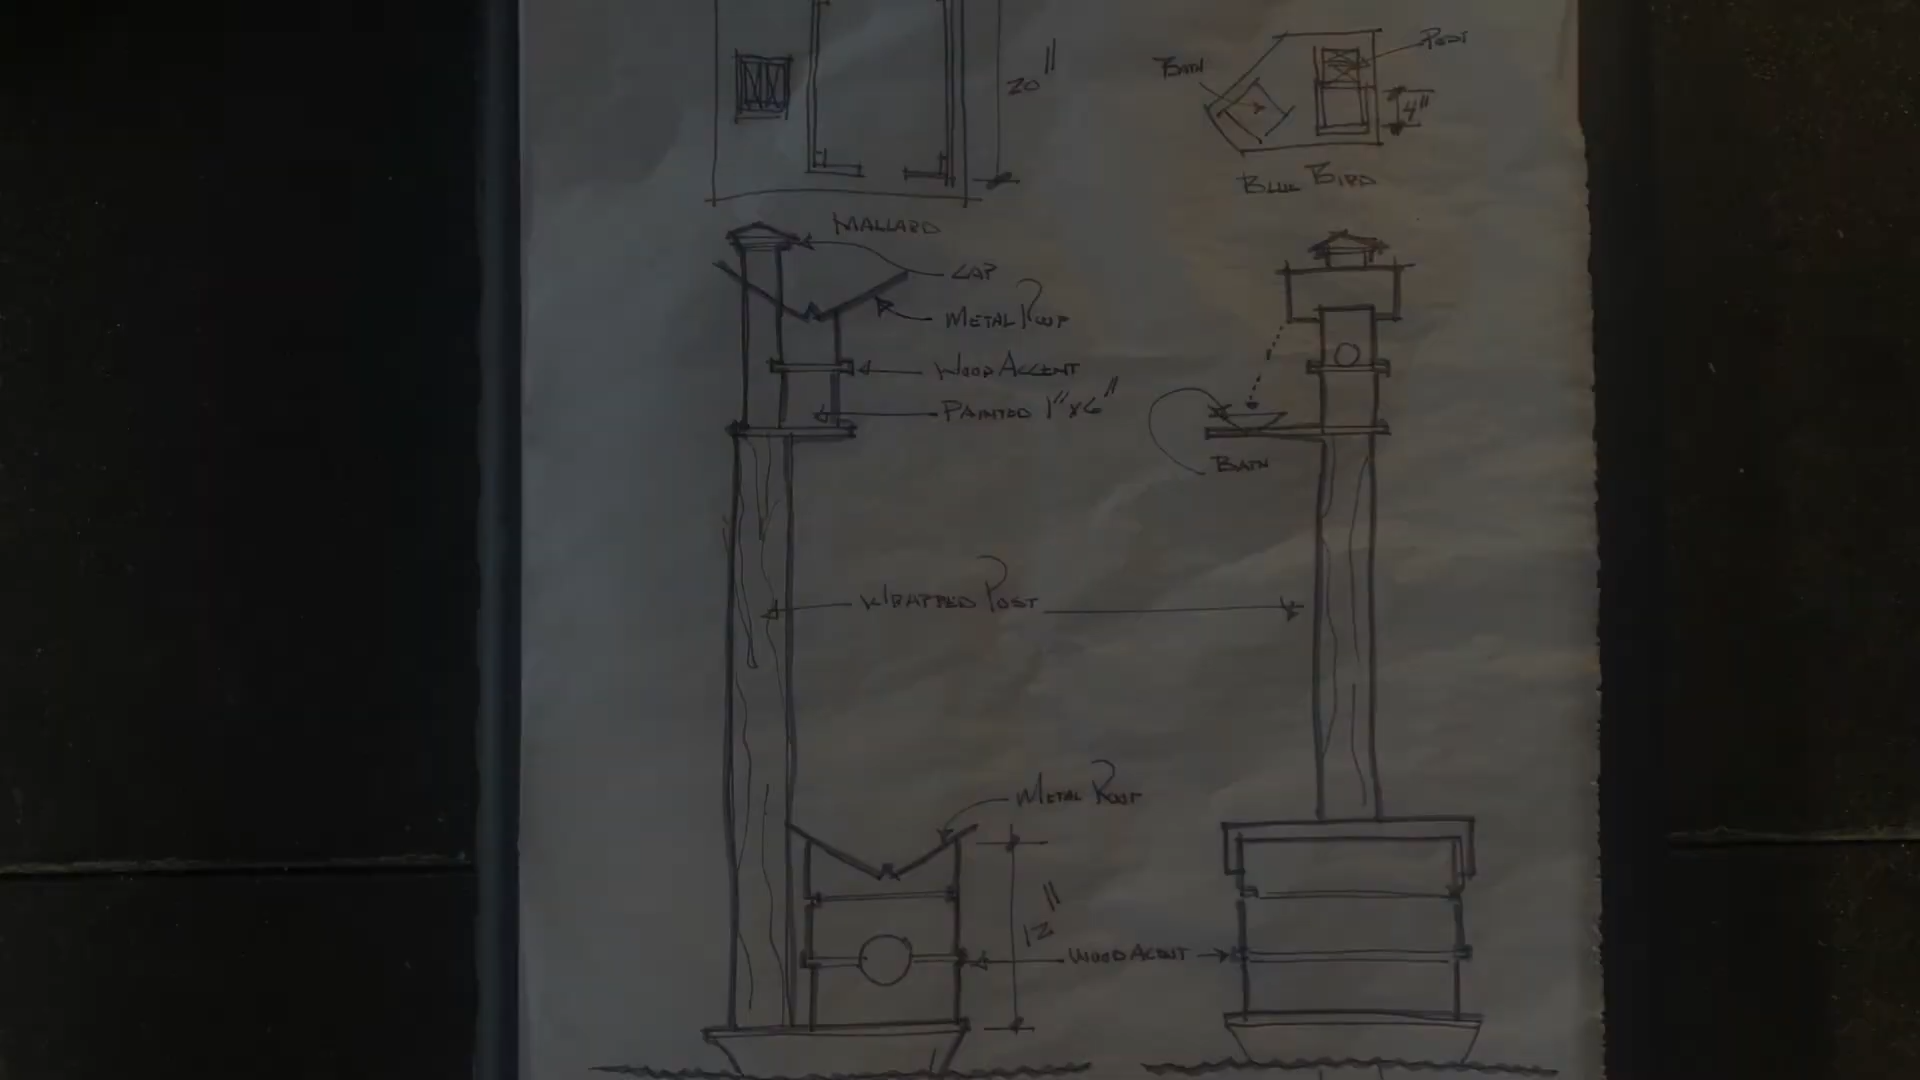 20"
Bath
Post
4"
Blue Bird
Mallard
Cap
Metal Roof
Wood Accent
Painted 1"x6"
Bath
Wrapped Post
Metal Roof
12"
Wood Acent